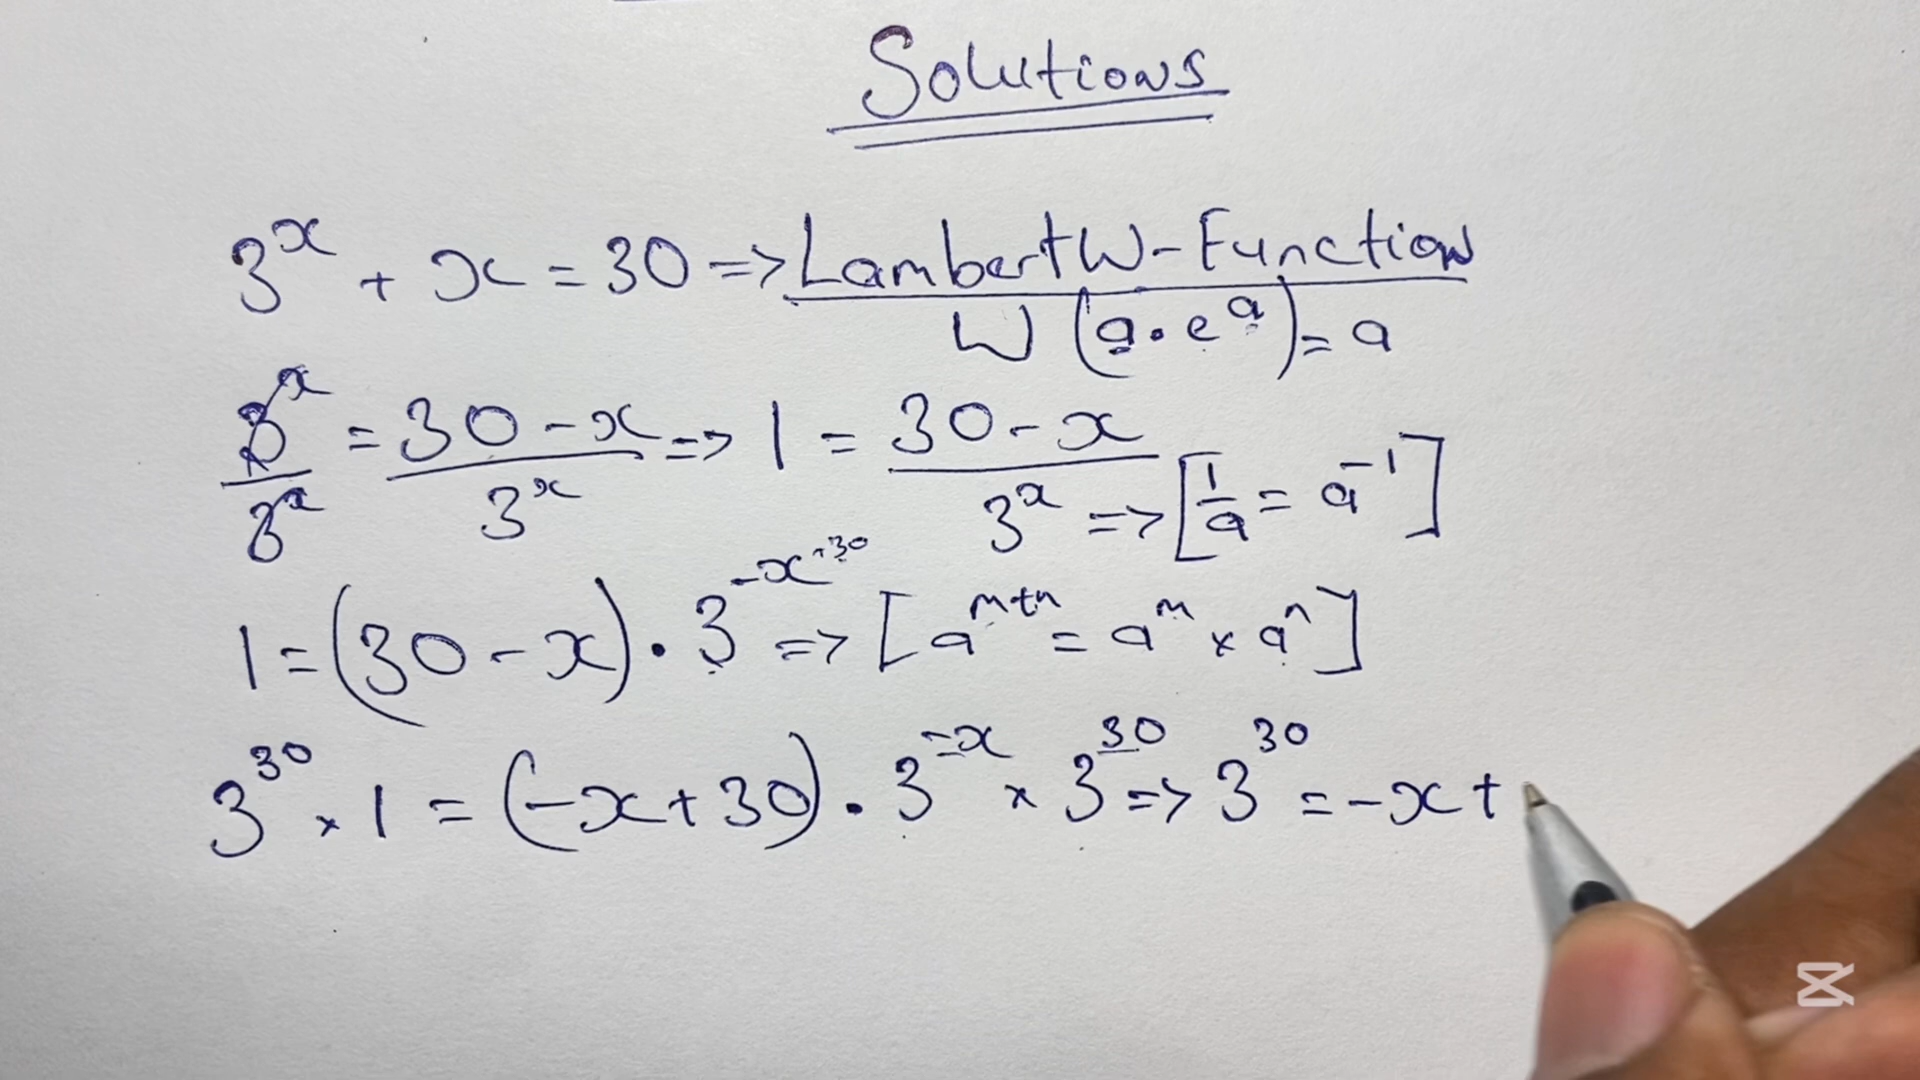 Solutions
3^x + x = 30 => Lambert W-Function
W(a·e^a) = a
3^x/3^x = (30-x)/3^x => 1 = (30-x)/3^x => [1/a = a^-1]
1 = (30-x)·3^(-x+30) => [a^(m+n) = a^m × a^n]
3^30 × 1 = (-x+30)·3^-x × 3^30 => 3^30 = -x+